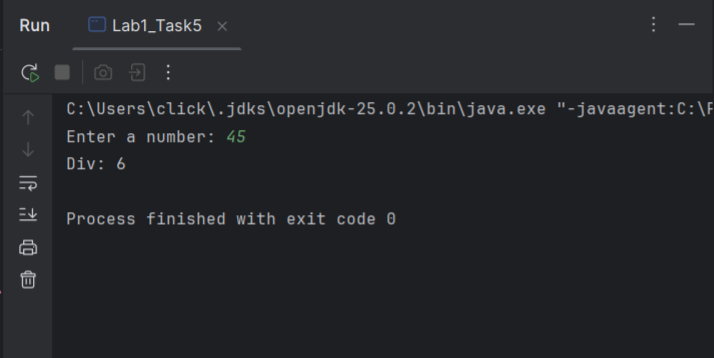 Run Lab1_Task5
C:\Users\click\.jdks\openjdk-25.0.2\bin\java.exe "-javaagent:C:\
Enter a number: 45
Div: 6
Process finished with exit code 0